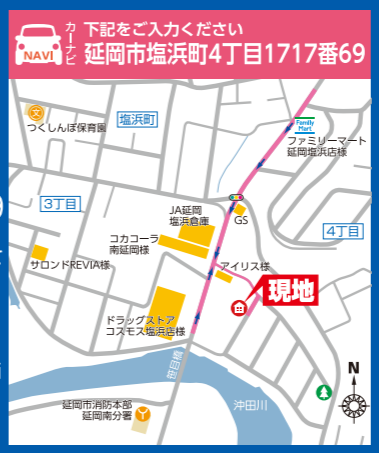 カーナビ
NAVI
下記をご入力ください
延岡市塩浜町4丁目1717番69
つくしんぼ保育園
塩浜町
Family
Mart
ファミリーマート
延岡塩浜店様
3丁目
JA延岡
塩浜倉庫
GS
4丁目
コカコーラ
南延岡様
サロンドREVIA様
アイリス様
現地
ドラッグストア
コスモス塩浜店様
笹目橋
N
延岡市消防本部
延岡南分署
沖田川